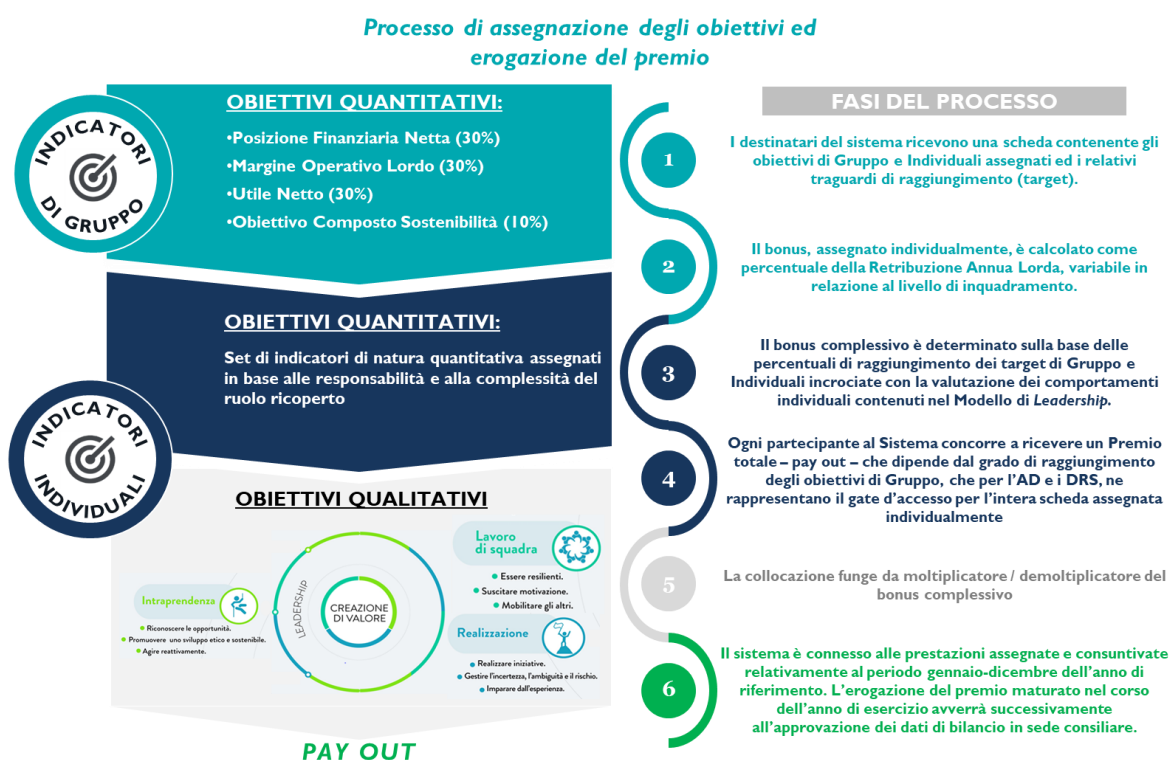 Processo di assegnazione degli obiettivi ed
erogazione del premio
INDICATORI
DI GRUPPO
OBIETTIVI QUANTITATIVI:
•Posizione Finanziaria Netta (30%)
•Margine Operativo Lordo (30%)
•Utile Netto (30%)
•Obiettivo Composto Sostenibilità (10%)
INDICATORI
INDIVIDUALI
OBIETTIVI QUANTITATIVI:
Set di indicatori di natura quantitativa assegnati
in base alle responsabilità e alla complessità del
ruolo ricoperto
OBIETTIVI QUALITATIVI
Intraprendenza
• Riconoscere le opportunità.
• Promuovere uno sviluppo etico e sostenibile.
• Agire reattivamente.
LEADERSHIP
CREAZIONE
DI VALORE
Lavoro
di squadra
• Essere resilienti.
• Suscitare motivazione.
• Mobilitare gli altri.
Realizzazione
• Realizzare iniziative.
• Gestire l'incertezza, l'ambiguità e il rischio.
• Imparare dall'esperienza.
PAY OUT
FASI DEL PROCESSO
1
I destinatari del sistema ricevono una scheda contenente gli
obiettivi di Gruppo e Individuali assegnati ed i relativi
traguardi di raggiungimento (target).
2
Il bonus, assegnato individualmente, è calcolato come
percentuale della Retribuzione Annua Lorda, variabile in
relazione al livello di inquadramento.
3
Il bonus complessivo è determinato sulla base delle
percentuali di raggiungimento dei target di Gruppo e
Individuali incrociate con la valutazione dei comportamenti
individuali contenuti nel Modello di Leadership.
4
Ogni partecipante al Sistema concorre a ricevere un Premio
totale – pay out – che dipende dal grado di raggiungimento
degli obiettivi di Gruppo, che per l'AD e i DRS, ne
rappresentano il gate d'accesso per l'intera scheda assegnata
individualmente
5
La collocazione funge da moltiplicatore / demoltiplicatore del
bonus complessivo
6
Il sistema è connesso alle prestazioni assegnate e consuntivate
relativamente al periodo gennaio-dicembre dell'anno di
riferimento. L'erogazione del premio maturato nel corso
dell'anno di esercizio avverrà successivamente
all'approvazione dei dati di bilancio in sede consiliare.